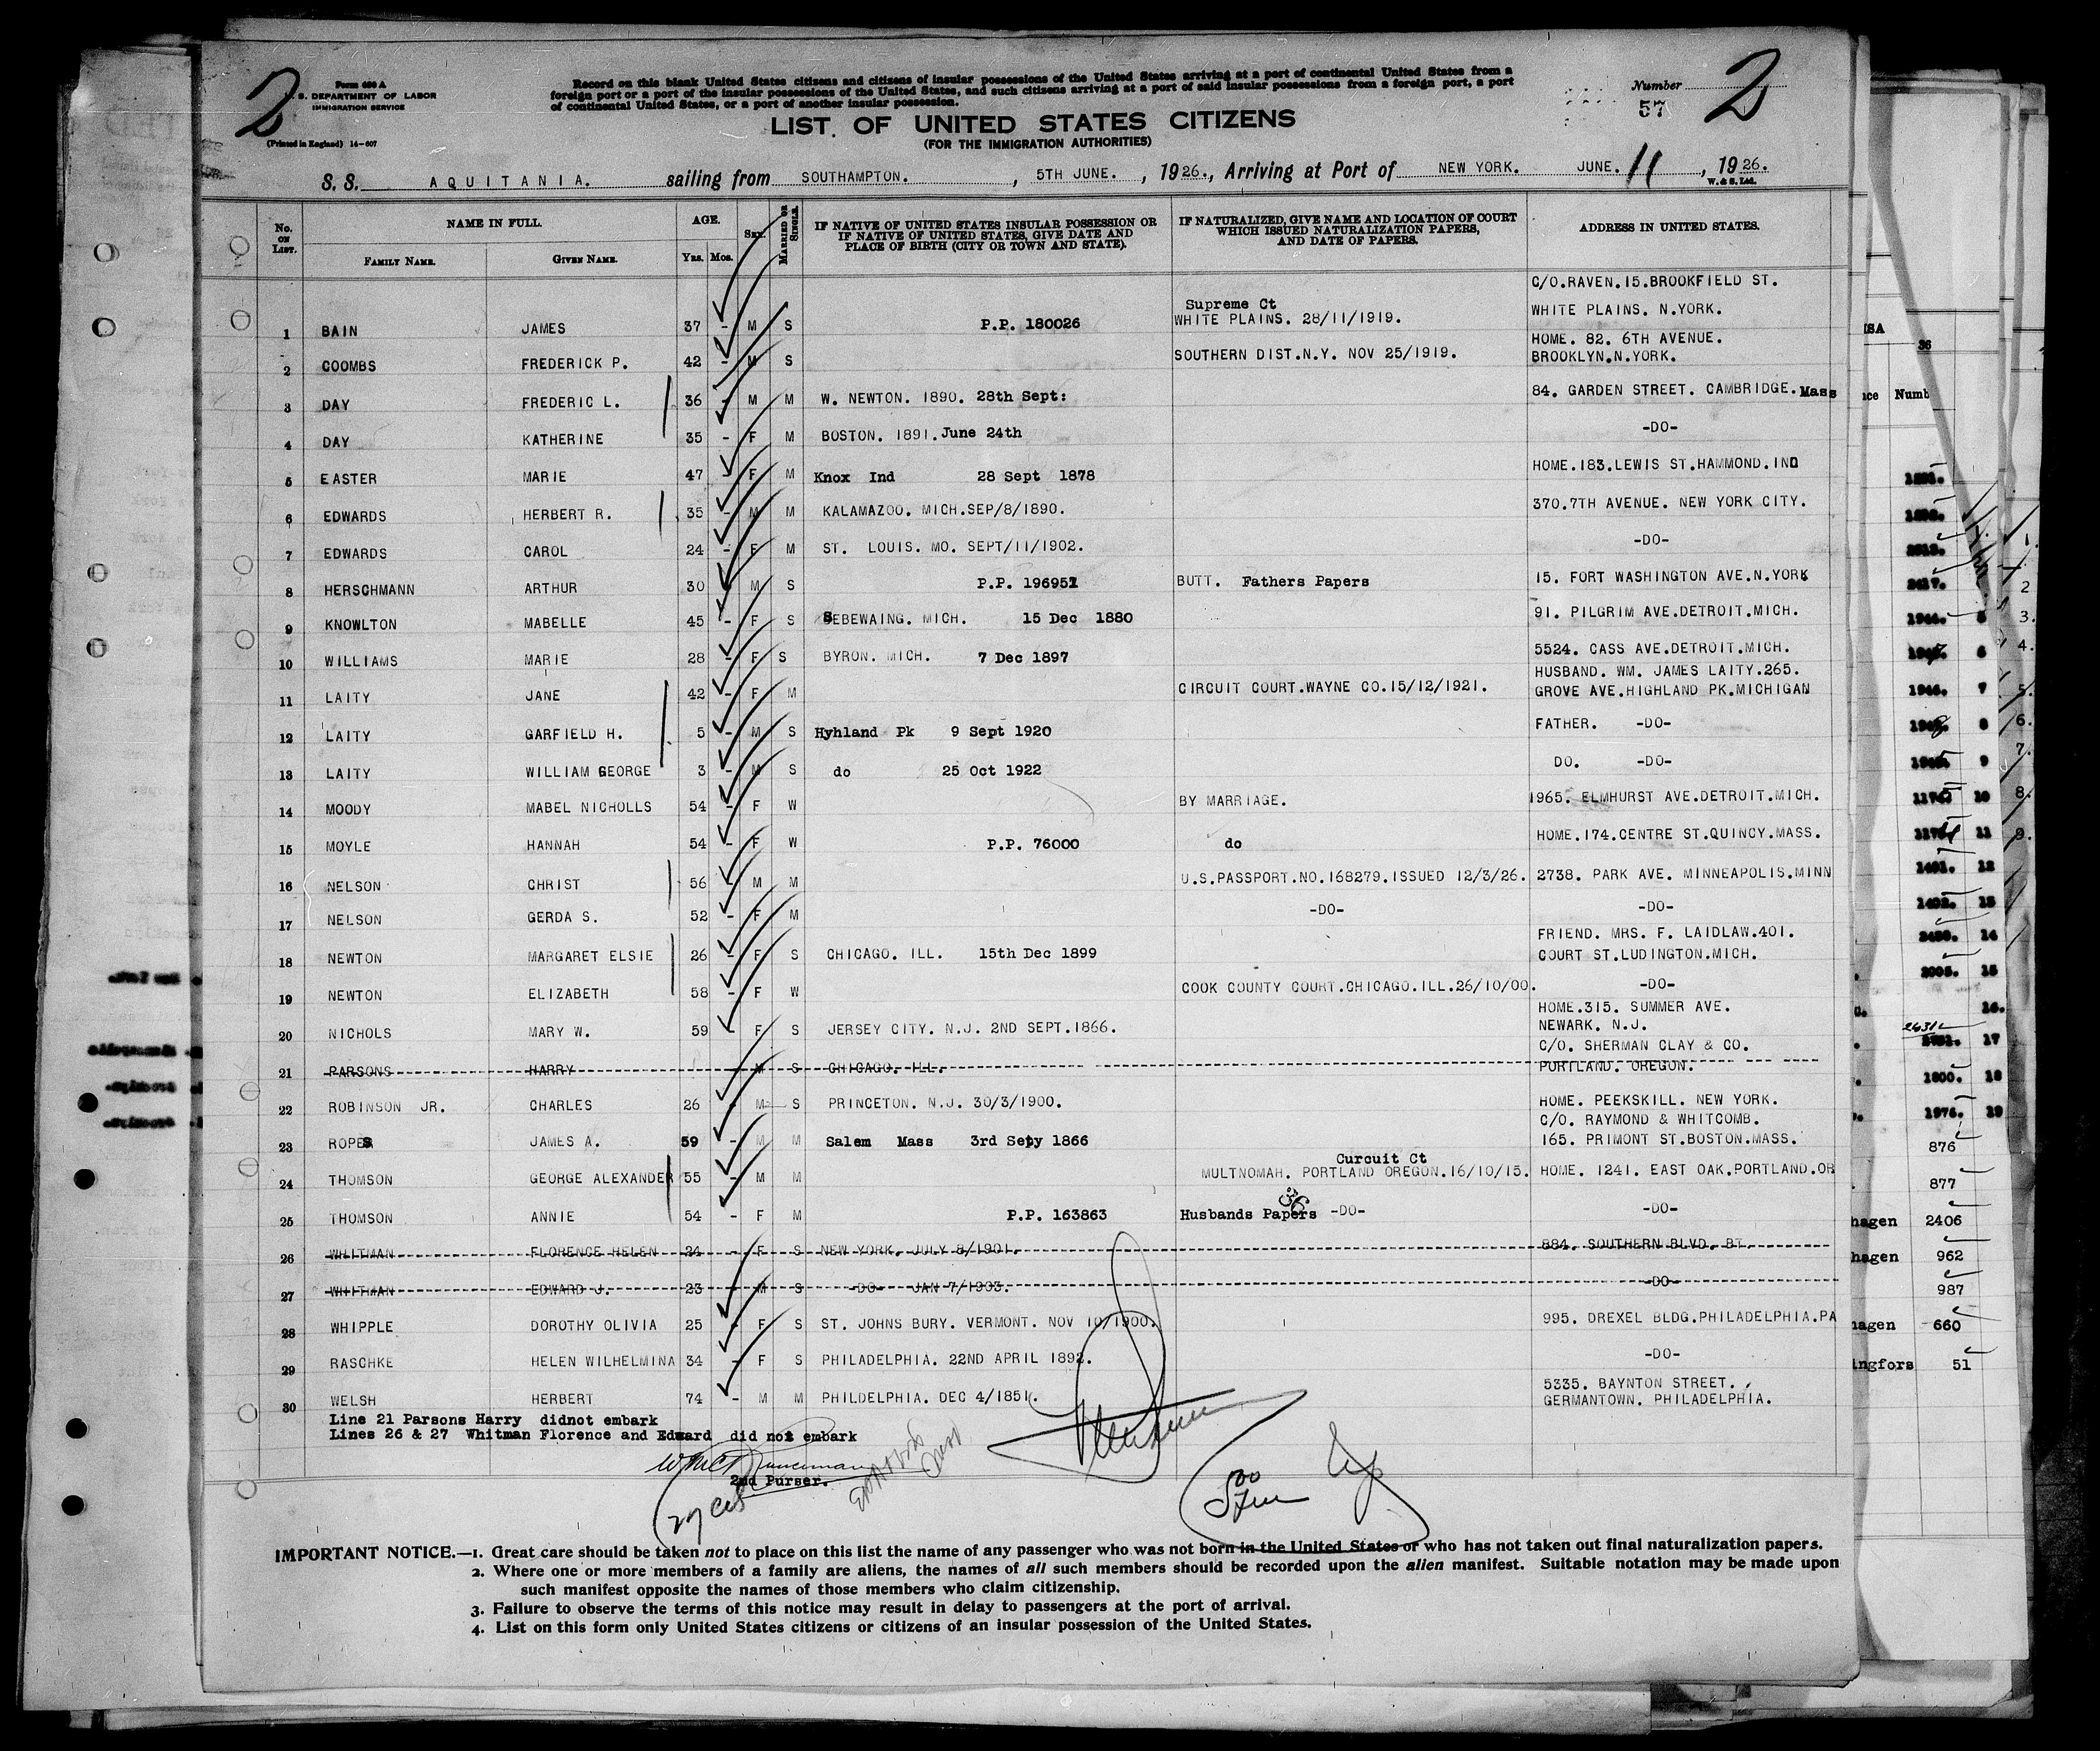 2
Form 630 A
U.S. DEPARTMENT OF LABOR
IMMIGRATION SERVICE
(Printed in England) 14-607
Record on this blank United States citizens and citizens of insular possessions of the United States arriving at a port of continental United States from a
foreign port or a port of the insular possessions of the United States, and such citizens arriving at a port of said insular possessions from a foreign port, a port
of continental United States, or a port of another insular possession.
Number
57
2
LIST OF UNITED STATES CITIZENS
(FOR THE IMMIGRATION AUTHORITIES)
S.S. AQUITANIA. sailing from SOUTHAMPTON. , 5TH JUNE. , 1926., Arriving at Port of NEW YORK. JUNE. 11 , 1926.
W. & S. Ltd.
No. ON LIST. NAME IN FULL. AGE. SEX. MARRIED OR SINGLE. IF NATIVE OF UNITED STATES INSULAR POSSESSION OR IF NATIVE OF UNITED STATES, GIVE DATE AND PLACE OF BIRTH (CITY OR TOWN AND STATE). IF NATURALIZED, GIVE NAME AND LOCATION OF COURT WHICH ISSUED NATURALIZATION PAPERS, AND DATE OF PAPERS. ADDRESS IN UNITED STATES.
FAMILY NAME. GIVEN NAME. YRS. MOS.
C/O.RAVEN.15.BROOKFIELD ST.
1 BAIN JAMES 37 - M S P.P. 180026 Supreme Ct WHITE PLAINS. 28/11/1919. WHITE PLAINS. N.YORK.
HOME. 82. 6TH AVENUE.
2 COOMBS FREDERICK P. 42 - M S SOUTHERN DIST.N.Y. NOV 25/1919. BROOKLYN.N.YORK.
3 DAY FREDERIC L. 36 - M M W. NEWTON. 1890. 28th Sept: 84. GARDEN STREET. CAMBRIDGE.Mass
4 DAY KATHERINE 35 - F M BOSTON. 1891.June 24th -DO-
5 EASTER MARIE 47 - F M Knox Ind 28 Sept 1878 HOME.183.LEWIS ST.HAMMOND.IND
6 EDWARDS HERBERT R. 35 - M M KALAMAZOO. MICH.SEP/8/1890. 370.7TH AVENUE. NEW YORK CITY.
7 EDWARDS CAROL 24 - F M ST. LOUIS. MO. SEPT/11/1902. -DO-
8 HERSCHMANN ARTHUR 30 - M S P.P. 196951 BUTT. Fathers Papers 15. FORT WASHINGTON AVE.N.YORK
9 KNOWLTON MABELLE 45 - F S SEBEWAING. MICH. 15 Dec 1880 91. PILGRIM AVE.DETROIT.MICH.
10 WILLIAMS MARIE 28 - F S BYRON. MICH. 7 Dec 1897 5524. CASS AVE.DETROIT.MICH.
HUSBAND. WM. JAMES LAITY.265.
11 LAITY JANE 42 - F M CIRCUIT COURT.WAYNE CO.15/12/1921. GROVE AVE.HIGHLAND PK.MICHIGAN
12 LAITY GARFIELD H. 5 - M S Hyhland Pk 9 Sept 1920 FATHER. -DO-
13 LAITY WILLIAM GEORGE 3 - M S do 25 Oct 1922 DO. -DO-
14 MOODY MABEL NICHOLLS 54 - F W BY MARRIAGE. 1965. ELMHURST AVE.DETROIT.MICH.
15 MOYLE HANNAH 54 - F W P.P. 76000 do HOME.174.CENTRE ST.QUINCY.MASS.
16 NELSON CHRIST 56 - M M U.S.PASSPORT.NO.168279.ISSUED 12/3/26. 2738. PARK AVE. MINNEAPOLIS.MINN
17 NELSON GERDA S. 52 - F M -DO- -DO-
FRIEND. MRS. F. LAIDLAW.401.
18 NEWTON MARGARET ELSIE 26 - F S CHICAGO. ILL. 15th Dec 1899 COURT ST.LUDINGTON.MICH.
19 NEWTON ELIZABETH 58 - F W COOK COUNTY COURT.CHICAGO.ILL.26/10/00. -DO-
HOME.315. SUMMER AVE.
20 NICHOLS MARY W. 59 - F S JERSEY CITY. N.J. 2ND SEPT.1866. NEWARK. N.J.
C/O. SHERMAN CLAY & CO.
21 PARSONS HARRY M S CHICAGO. ILL. PORTLAND. OREGON.
22 ROBINSON JR. CHARLES 26 - M S PRINCETON. N.J. 30/3/1900. HOME. PEEKSKILL. NEW YORK.
C/O. RAYMOND & WHITCOMB.
23 ROPES JAMES A. 59 - M M Salem Mass 3rd Septy 1866 165. PRIMONT ST.BOSTON.MASS.
24 THOMSON GEORGE ALEXANDER 55 - M M Curcuit Ct MULTNOMAH. PORTLAND OREGON.16/10/15. HOME. 1241. EAST OAK.PORTLAND.OR
25 THOMSON ANNIE 54 - F M P.P. 163863 Husbands Papers -DO- -DO-
26 WHITMAN FLORENCE HELEN 24 - F S NEW YORK. JULY 8/1901. 884. SOUTHERN BLVD. BT.
27 WHITMAN EDWARD J. 23 - M S -DO- JAN 7/1903. -DO-
28 WHIPPLE DOROTHY OLIVIA 25 - F S ST. JOHNS BURY. VERMONT. NOV 10/1900. 995. DREXEL BLDG.PHILADELPHIA.PA
29 RASCHKE HELEN WILHELMINA 34 - F S PHILADELPHIA. 22ND APRIL 1892. -DO-
5335. BAYNTON STREET.
30 WELSH HERBERT 74 - M M PHILDELPHIA. DEC 4/1851. GERMANTOWN. PHILADELPHIA.
Line 21 Parsons Harry didnot embark
Lines 26 & 27 Whitman Florence and Edward did not embark
2nd Purser.
IMPORTANT NOTICE.—1. Great care should be taken not to place on this list the name of any passenger who was not born in the United States or who has not taken out final naturalization papers.
2. Where one or more members of a family are aliens, the names of all such members should be recorded upon the alien manifest. Suitable notation may be made upon
such manifest opposite the names of those members who claim citizenship.
3. Failure to observe the terms of this notice may result in delay to passengers at the port of arrival.
4. List on this form only United States citizens or citizens of an insular possession of the United States.
Numb
876
877
hagen 2406
hagen 962
987
hagen 660
ingfors 51